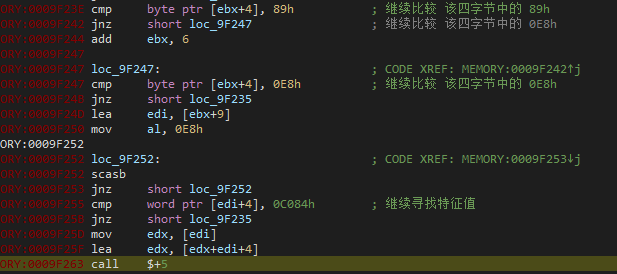 ORY:0009F23E cmp byte ptr [ebx+4], 89h ; 继续比较 该四字节中的 89h
ORY:0009F242 jnz short loc_9F247 ; 继续比较 该四字节中的 0E8h
ORY:0009F244 add ebx, 6
ORY:0009F247
ORY:0009F247 loc_9F247: ; CODE XREF: MEMORY:0009F242↑j
ORY:0009F247 cmp byte ptr [ebx+4], 0E8h ; 继续比较 该四字节中的 0E8h
ORY:0009F24B jnz short loc_9F235
ORY:0009F24D lea edi, [ebx+9]
ORY:0009F250 mov al, 0E8h
ORY:0009F252
ORY:0009F252 loc_9F252: ; CODE XREF: MEMORY:0009F253↓j
ORY:0009F252 scasb
ORY:0009F253 jnz short loc_9F252
ORY:0009F255 cmp word ptr [edi+4], 0C084h ; 继续寻找特征值
ORY:0009F25B jnz short loc_9F235
ORY:0009F25D mov edx, [edi]
ORY:0009F25F lea edx, [edx+edi+4]
ORY:0009F263 call $+5